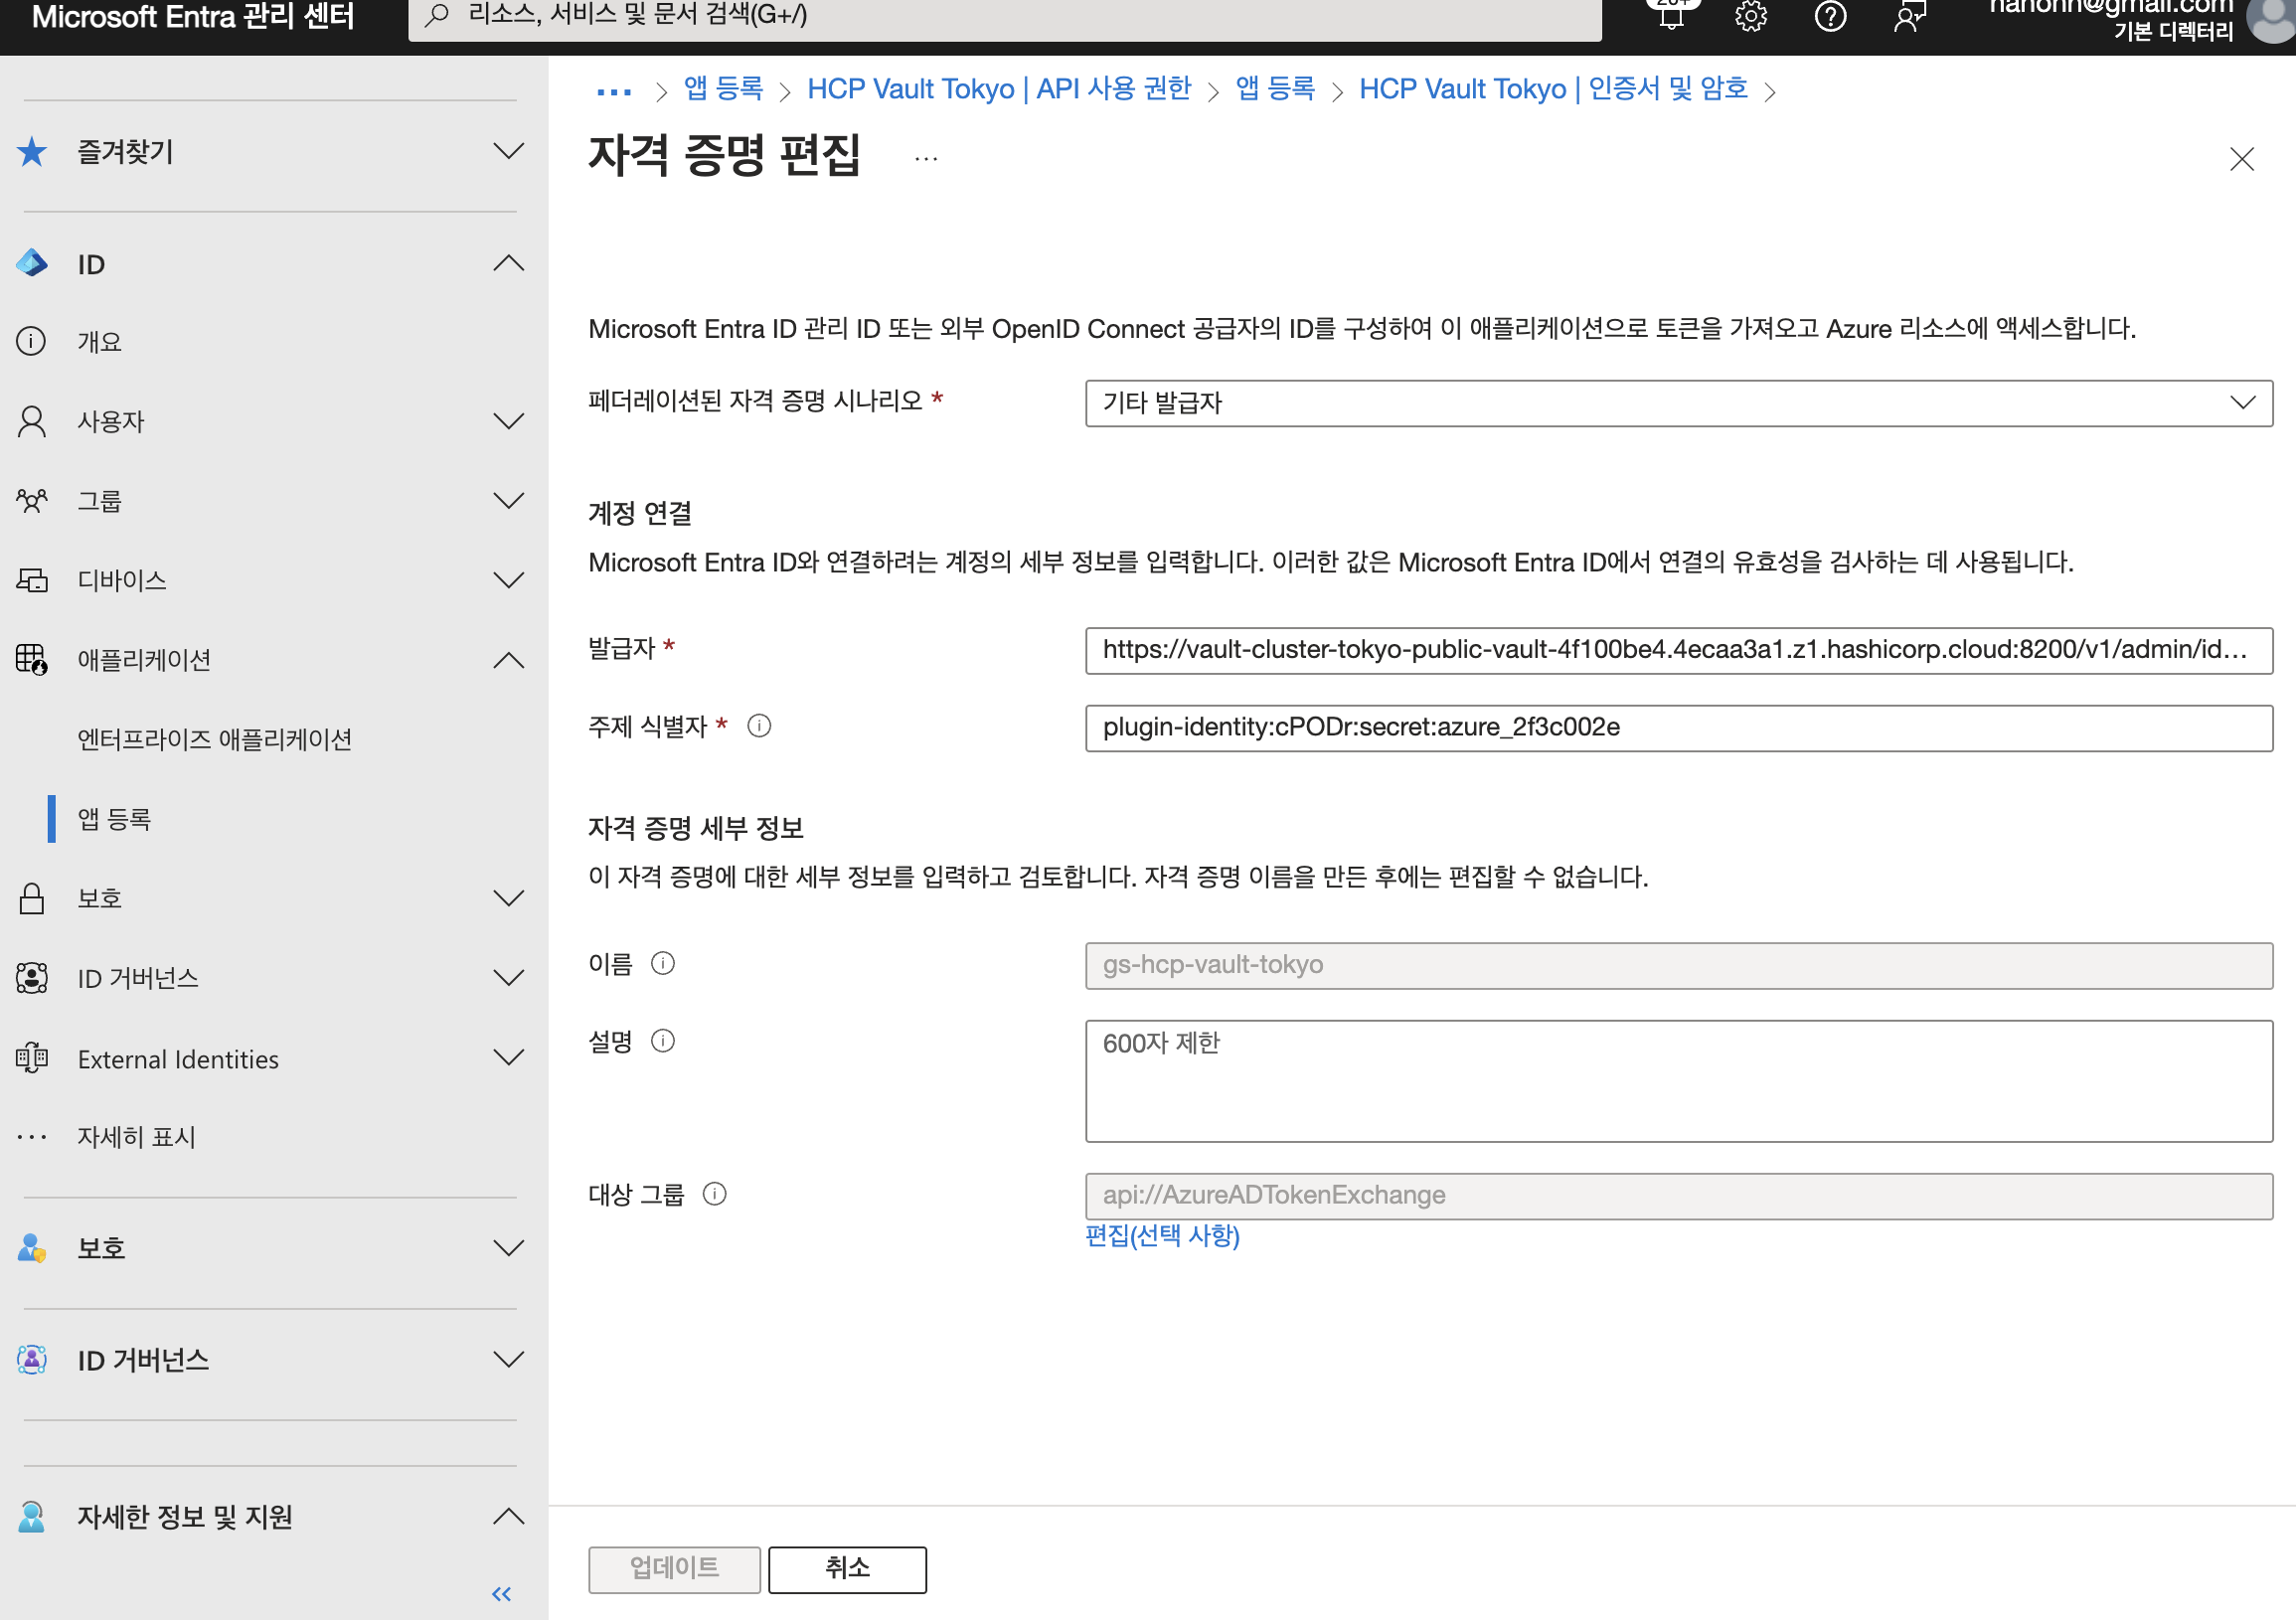 Microsoft Entra 관리 센터
리소스, 서비스 및 문서 검색(G+/)
기본 디렉터리
즐겨찾기
ID
개요
사용자
그룹
디바이스
애플리케이션
엔터프라이즈 애플리케이션
앱 등록
보호
ID 거버넌스
External Identities
자세히 표시
보호
ID 거버넌스
자세한 정보 및 지원
··· > 앱 등록 > HCP Vault Tokyo | API 사용 권한 > 앱 등록 > HCP Vault Tokyo | 인증서 및 암호 >
자격 증명 편집 ...
Microsoft Entra ID 관리 ID 또는 외부 OpenID Connect 공급자의 ID를 구성하여 이 애플리케이션으로 토큰을 가져오고 Azure 리소스에 액세스합니다.
페더레이션된 자격 증명 시나리오 *
기타 발급자
계정 연결
Microsoft Entra ID와 연결하려는 계정의 세부 정보를 입력합니다. 이러한 값은 Microsoft Entra ID에서 연결의 유효성을 검사하는 데 사용됩니다.
발급자 *
https://vault-cluster-tokyo-public-vault-4f100be4.4ecaa3a1.z1.hashicorp.cloud:8200/v1/admin/id...
주제 식별자 *
plugin-identity:cPODr:secret:azure_2f3c002e
자격 증명 세부 정보
이 자격 증명에 대한 세부 정보를 입력하고 검토합니다. 자격 증명 이름을 만든 후에는 편집할 수 없습니다.
이름
gs-hcp-vault-tokyo
설명
600자 제한
대상 그룹
api://AzureADTokenExchange
편집(선택 사항)
업데이트
취소